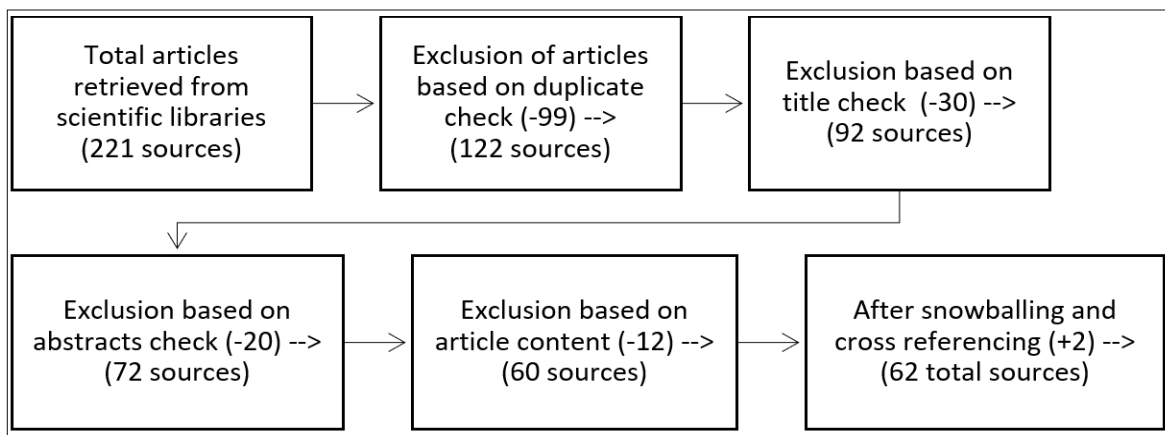 Total articles
retrieved from
scientific libraries
(221 sources)
Exclusion of articles
based on duplicate
check (-99) -->
(122 sources)
Exclusion based on
title check  (-30) -->
(92 sources)
Exclusion based on
abstracts check (-20) -->
(72 sources)
Exclusion based on
article content (-12) -->
(60 sources)
After snowballing and
cross referencing (+2) -->
(62 total sources)